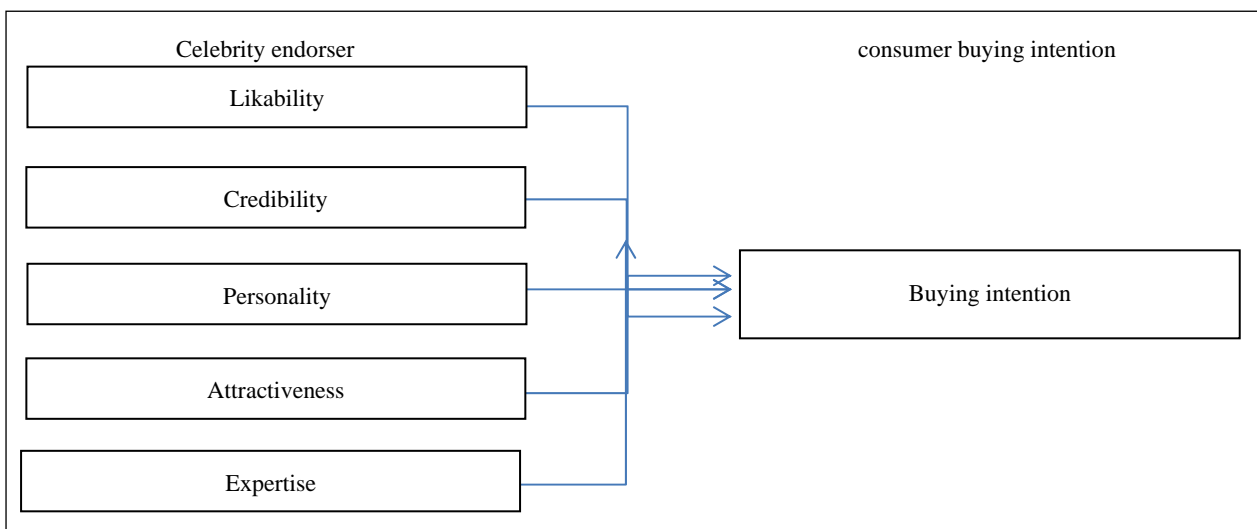 Celebrity endorser
consumer buying intention
Likability
Credibility
Personality
Buying intention
Attractiveness
Expertise